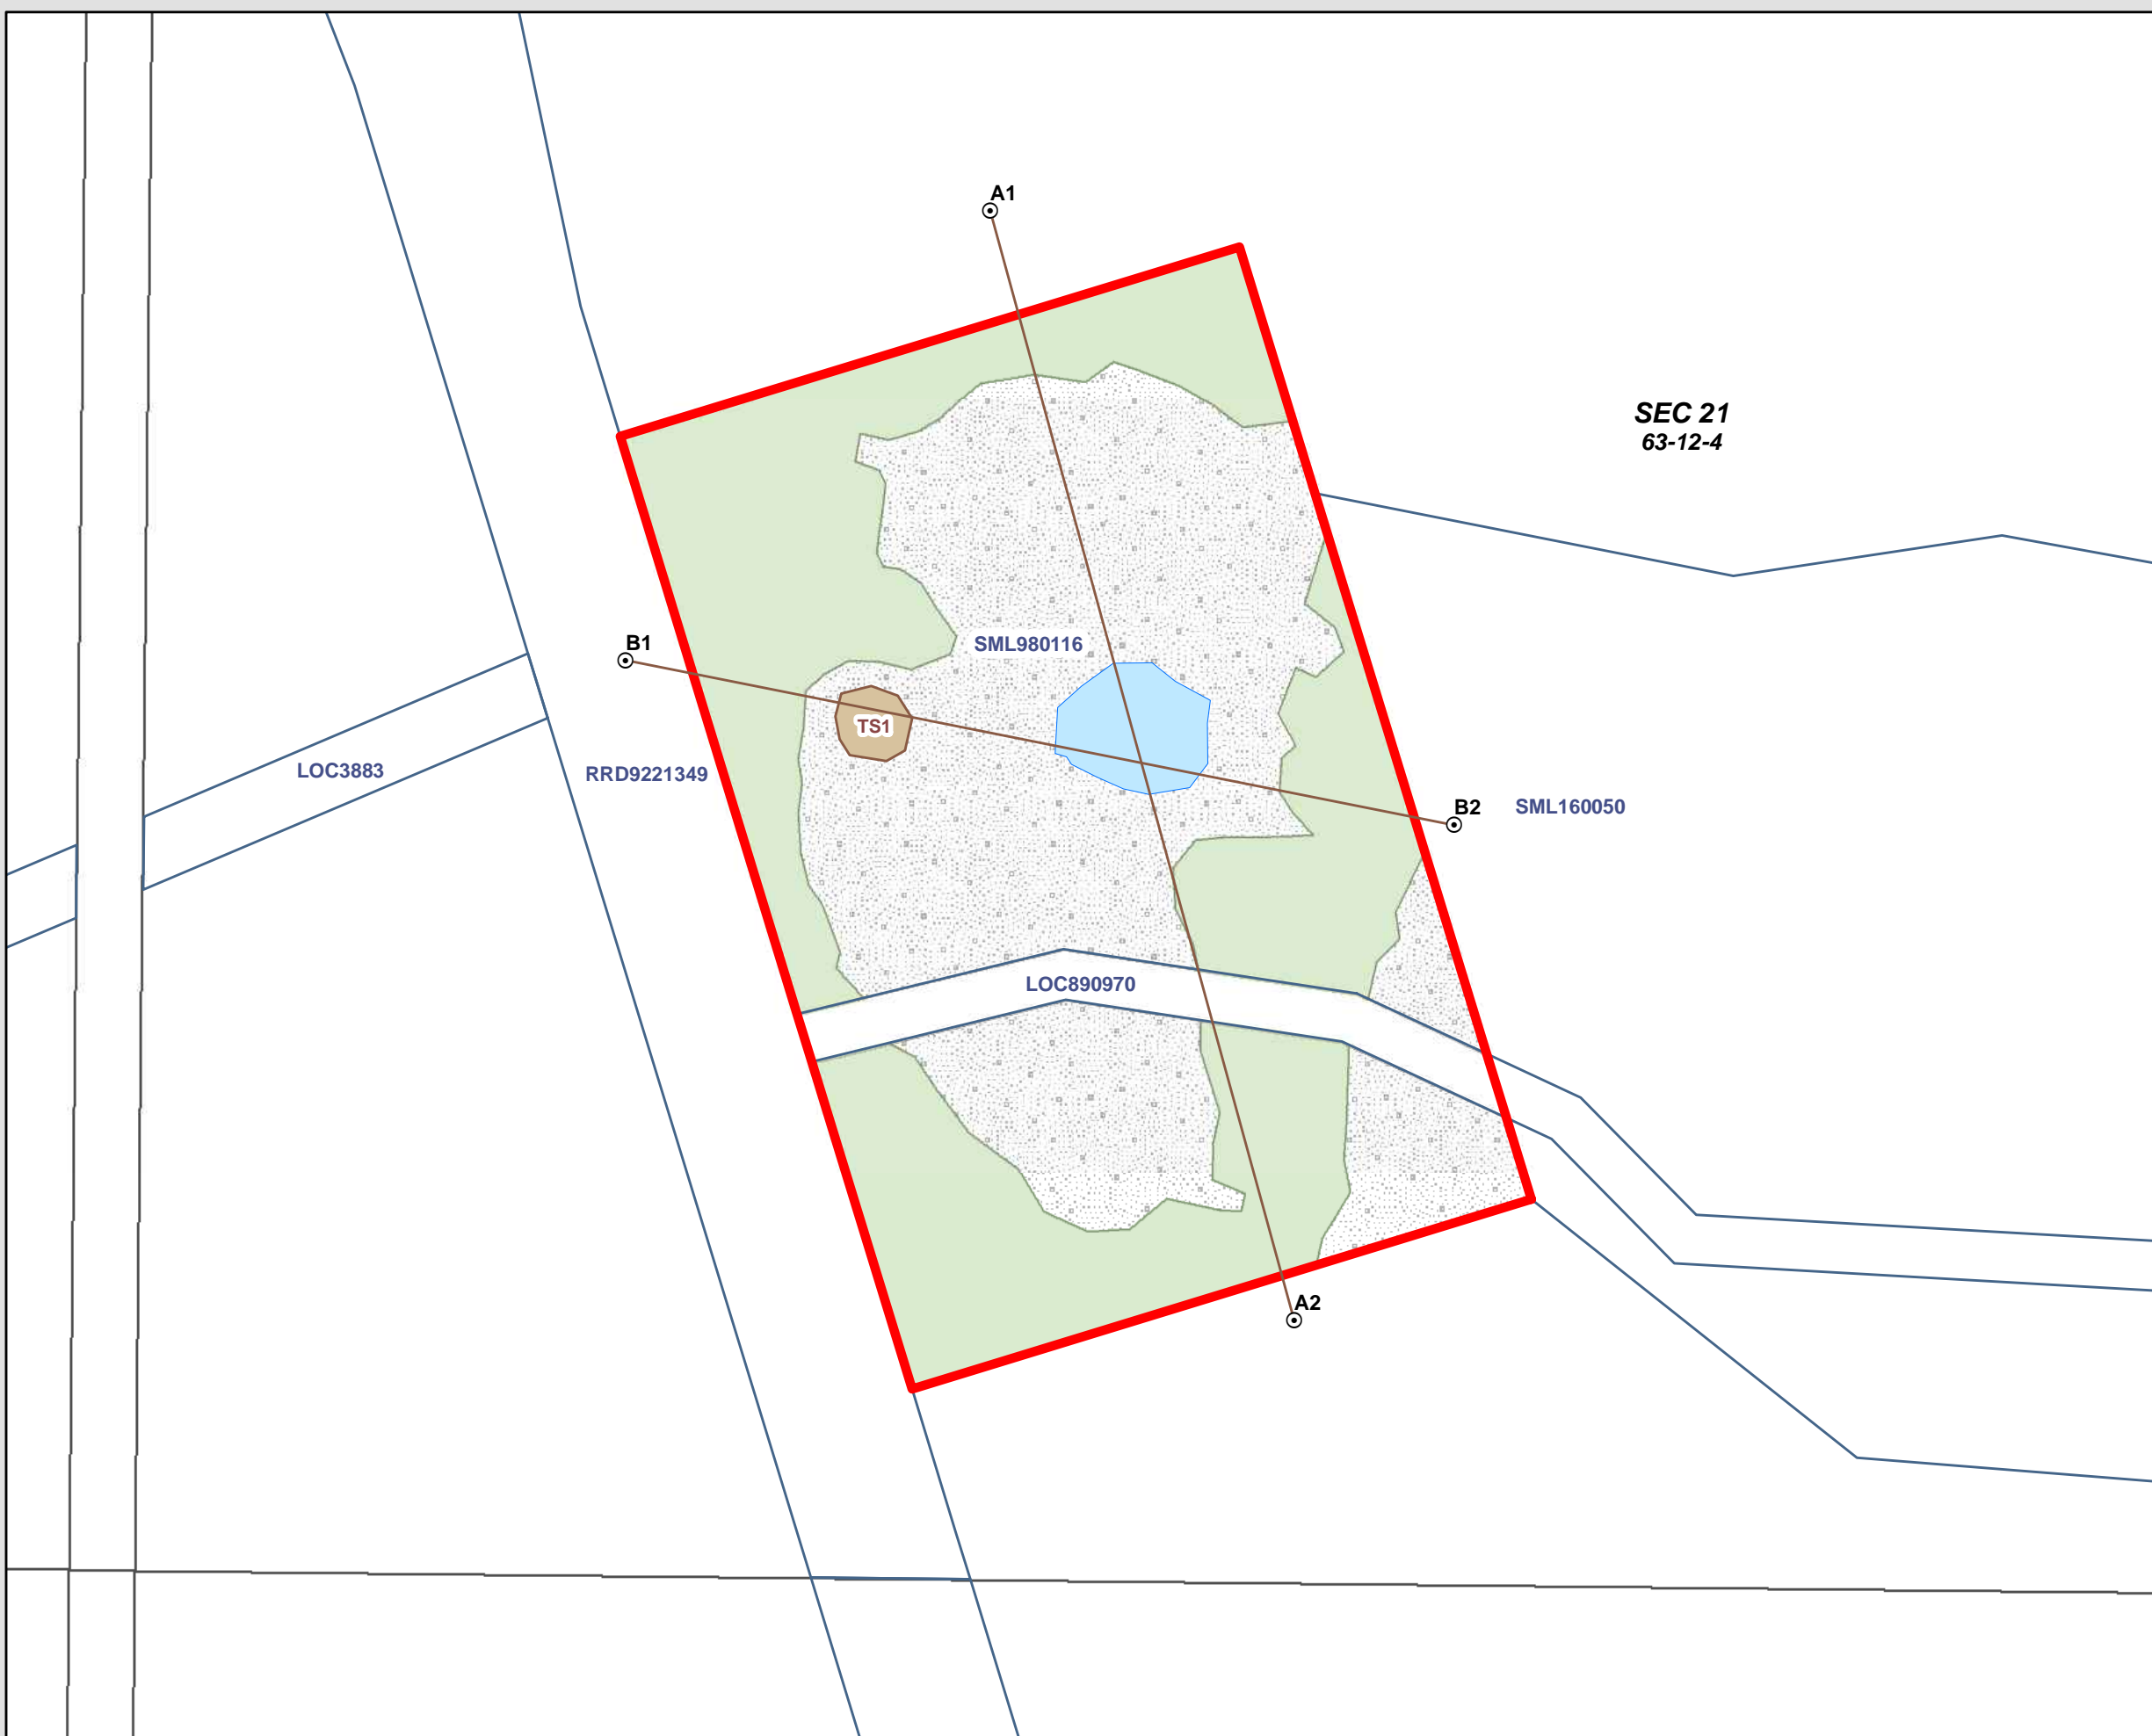 A1
SEC 21
63-12-4
B1
SML980116
TS1
LOC3883
RRD9221349
B2
SML160050
LOC890970
A2